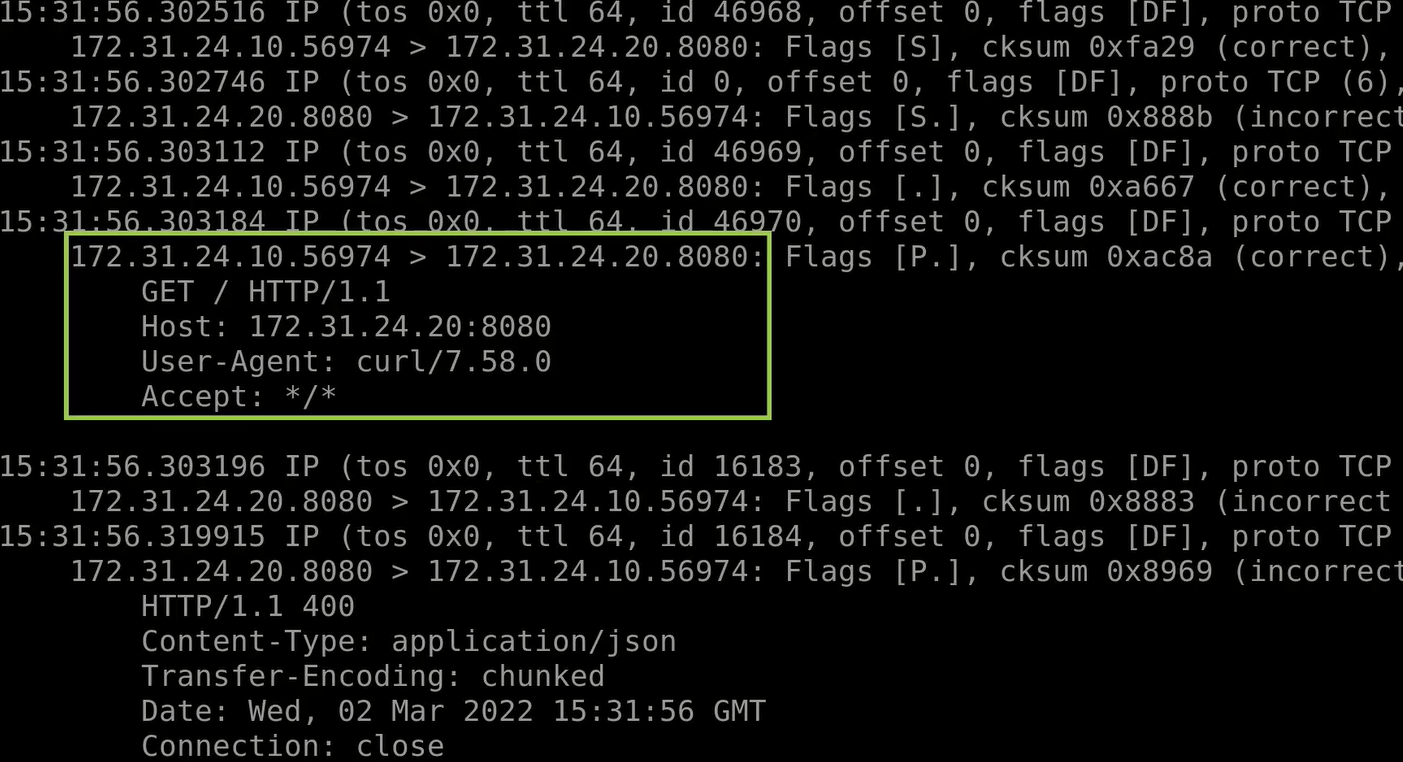 15:31:56.302516 IP (tos 0x0, ttl 64, id 46968, offset 0, flags [DF], proto TCP
172.31.24.10.56974 > 172.31.24.20.8080: Flags [S], cksum 0xfa29 (correct),
15:31:56.302746 IP (tos 0x0, ttl 64, id 0, offset 0, flags [DF], proto TCP (6),
172.31.24.20.8080 > 172.31.24.10.56974: Flags [S.], cksum 0x888b (incorrect
15:31:56.303112 IP (tos 0x0, ttl 64, id 46969, offset 0, flags [DF], proto TCP
172.31.24.10.56974 > 172.31.24.20.8080: Flags [.], cksum 0xa667 (correct),
15:31:56.303184 IP (tos 0x0, ttl 64, id 46970, offset 0, flags [DF], proto TCP
172.31.24.10.56974 > 172.31.24.20.8080: Flags [P.], cksum 0xac8a (correct),
GET / HTTP/1.1
Host: 172.31.24.20:8080
User-Agent: curl/7.58.0
Accept: */*
15:31:56.303196 IP (tos 0x0, ttl 64, id 16183, offset 0, flags [DF], proto TCP
172.31.24.20.8080 > 172.31.24.10.56974: Flags [.], cksum 0x8883 (incorrect
15:31:56.319915 IP (tos 0x0, ttl 64, id 16184, offset 0, flags [DF], proto TCP
172.31.24.20.8080 > 172.31.24.10.56974: Flags [P.], cksum 0x8969 (incorrect
HTTP/1.1 400
Content-Type: application/json
Transfer-Encoding: chunked
Date: Wed, 02 Mar 2022 15:31:56 GMT
Connection: close